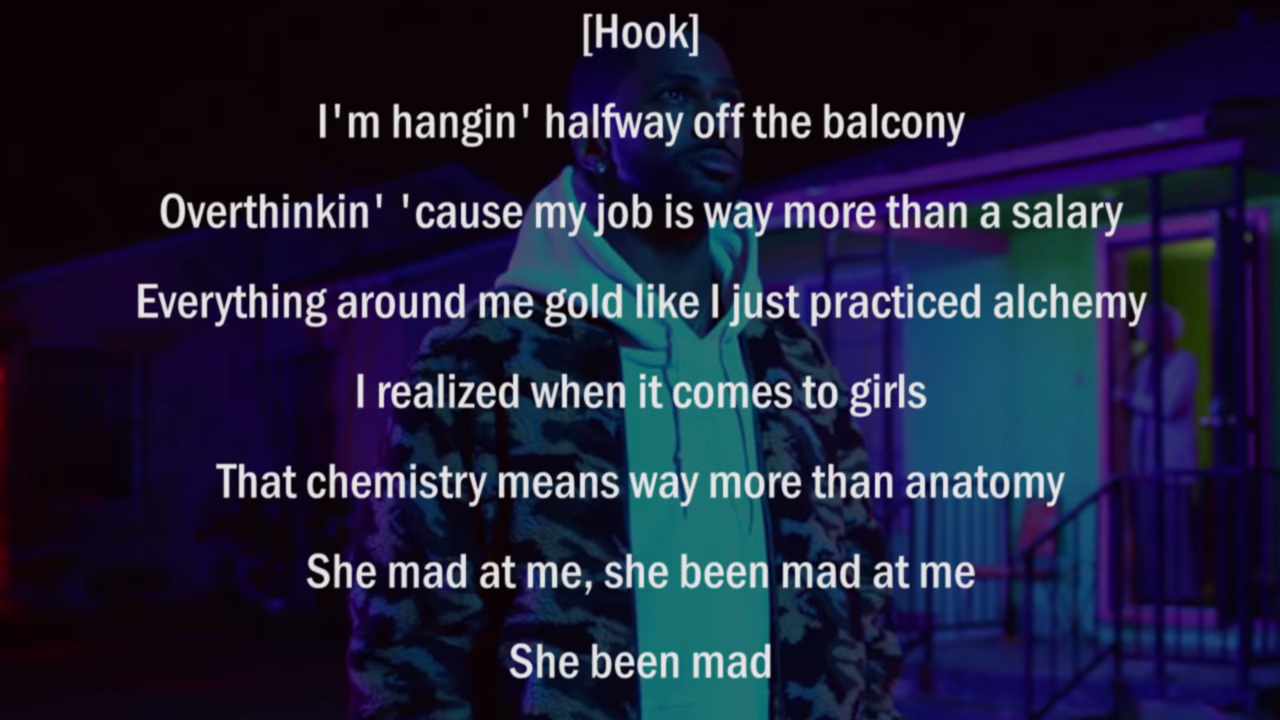 [Hook]
I'm hangin' halfway off the balcony
Overthinkin' 'cause my job is way more than a salary
Everything around me gold like I just practiced alchemy
I realized when it comes to girls
That chemistry means way more than anatomy
She mad at me, she been mad at me
She been mad